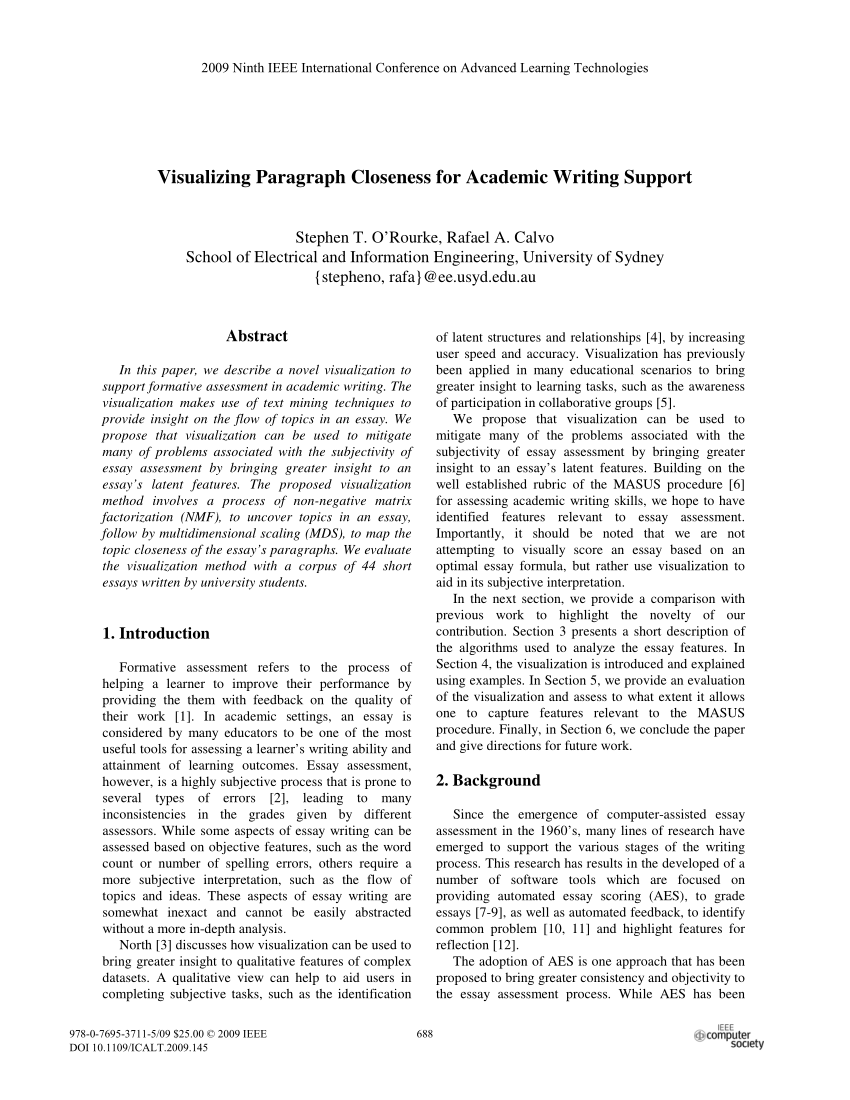 2009 Ninth IEEE International Conference on Advanced Learning Technologies
Visualizing Paragraph Closeness for Academic Writing Support
Stephen T. O’Rourke, Rafael A. Calvo
School of Electrical and Information Engineering, University of Sydney
{stepheno, rafa}@ee.usyd.edu.au
Abstract
In this paper, we describe a novel visualization to
support formative assessment in academic writing. The
visualization makes use of text mining techniques to
provide insight on the flow of topics in an essay. We
propose that visualization can be used to mitigate
many of problems associated with the subjectivity of
essay assessment by bringing greater insight to an
essay’s latent features. The proposed visualization
method involves a process of non-negative matrix
factorization (NMF), to uncover topics in an essay,
follow by multidimensional scaling (MDS), to map the
topic closeness of the essay’s paragraphs. We evaluate
the visualization method with a corpus of 44 short
essays written by university students.
1. Introduction
Formative assessment refers to the process of
helping a learner to improve their performance by
providing the them with feedback on the quality of
their work [1]. In academic settings, an essay is
considered by many educators to be one of the most
useful tools for assessing a learner’s writing ability and
attainment of learning outcomes. Essay assessment,
however, is a highly subjective process that is prone to
several types of errors [2], leading to many
inconsistencies in the grades given by different
assessors. While some aspects of essay writing can be
assessed based on objective features, such as the word
count or number of spelling errors, others require a
more subjective interpretation, such as the flow of
topics and ideas. These aspects of essay writing are
somewhat inexact and cannot be easily abstracted
without a more in-depth analysis.
North [3] discusses how visualization can be used to
bring greater insight to qualitative features of complex
datasets. A qualitative view can help to aid users in
completing subjective tasks, such as the identification
of latent structures and relationships [4], by increasing
user speed and accuracy. Visualization has previously
been applied in many educational scenarios to bring
greater insight to learning tasks, such as the awareness
of participation in collaborative groups [5].
We propose that visualization can be used to
mitigate many of the problems associated with the
subjectivity of essay assessment by bringing greater
insight to an essay’s latent features. Building on the
well established rubric of the MASUS procedure [6]
for assessing academic writing skills, we hope to have
identified features relevant to essay assessment.
Importantly, it should be noted that we are not
attempting to visually score an essay based on an
optimal essay formula, but rather use visualization to
aid in its subjective interpretation.
In the next section, we provide a comparison with
previous work to highlight the novelty of our
contribution. Section 3 presents a short description of
the algorithms used to analyze the essay features. In
Section 4, the visualization is introduced and explained
using examples. In Section 5, we provide an evaluation
of the visualization and assess to what extent it allows
one to capture features relevant to the MASUS
procedure. Finally, in Section 6, we conclude the paper
and give directions for future work.
2. Background
Since the emergence of computer-assisted essay
assessment in the 1960’s, many lines of research have
emerged to support the various stages of the writing
process. This research has results in the developed of a
number of software tools which are focused on
providing automated essay scoring (AES), to grade
essays [7-9], as well as automated feedback, to identify
common problem [10, 11] and highlight features for
reflection [12].
The adoption of AES is one approach that has been
proposed to bring greater consistency and objectivity to
the essay assessment process. While AES has been
978-0-7695-3711-5/09 $25.00 © 2009 IEEE
DOI 10.1109/ICALT.2009.145
688
IEEE
computer
society